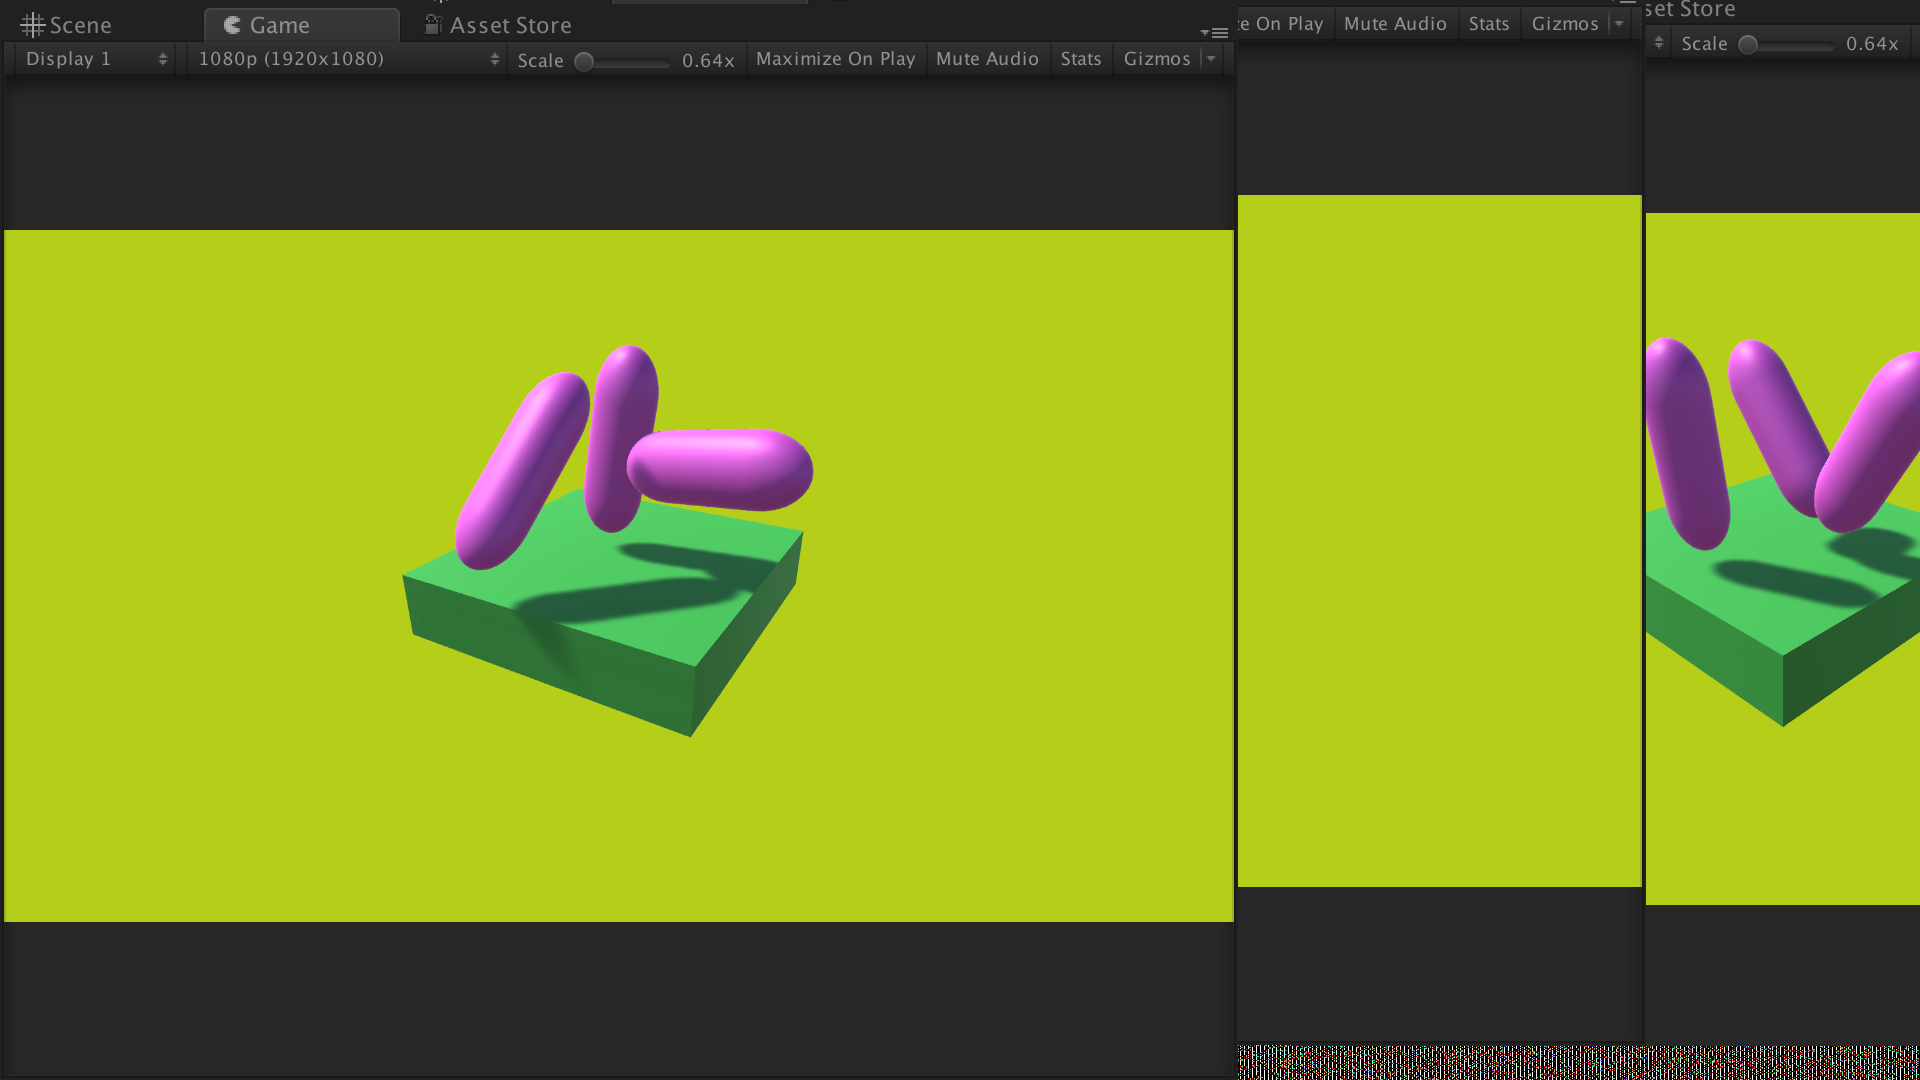 Scene Game Asset Store
Display 1 1080p (1920x1080) Scale 0.64x Maximize On Play Mute Audio Stats Gizmos
On Play Mute Audio Stats Gizmos
Store
Scale 0.64x